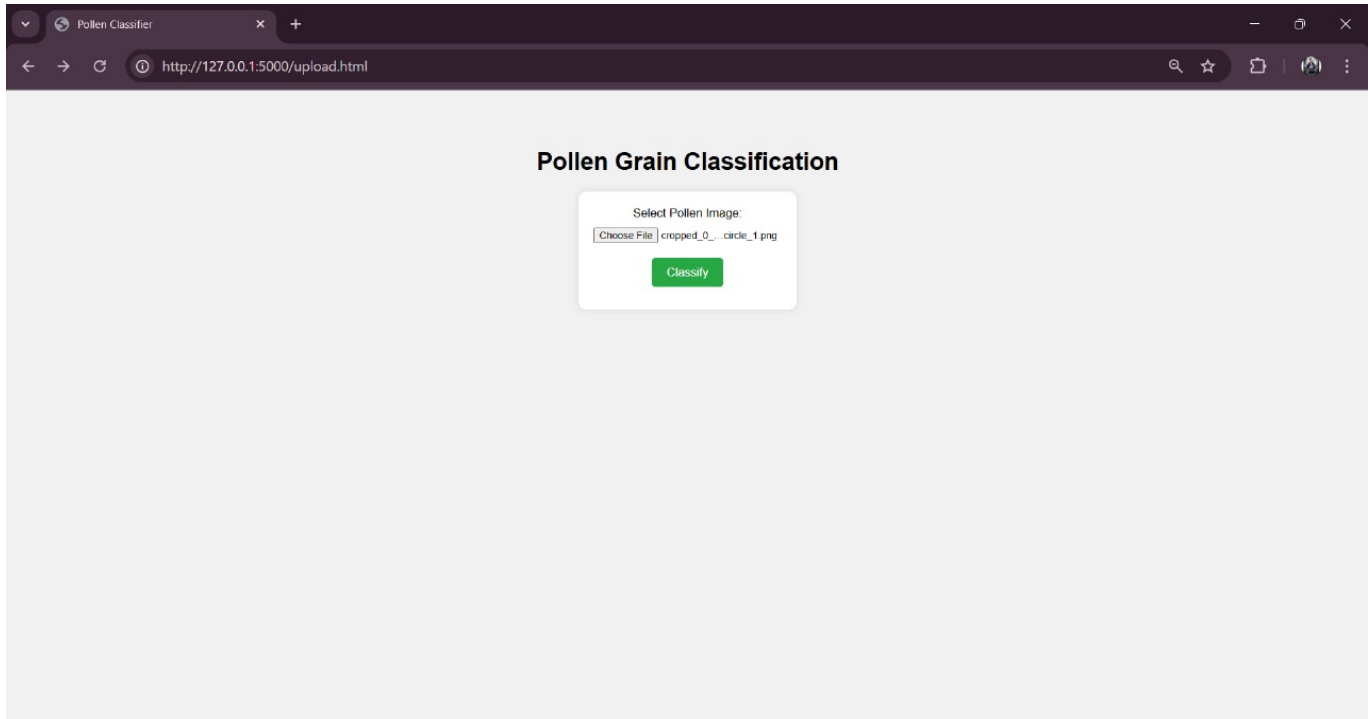 Pollen Classifier
http://127.0.0.1:5000/upload.html
Pollen Grain Classification
Select Pollen Image:
Choose File cropped_0_...circle_1.png
Classify